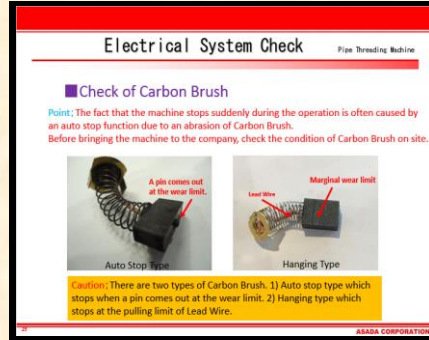 Electrical System Check
Pipe Threading Machine
■Check of Carbon Brush
Point; The fact that the machine stops suddenly during the operation is often caused by
an auto stop function due to an abrasion of Carbon Brush.
Before bringing the machine to the company, check the condition of Carbon Brush on site.
A pin comes out
at the wear limit.
Auto Stop Type
Lead Wire
Marginal wear limit
Hanging Type
Caution; There are two types of Carbon Brush. 1) Auto stop type which
stops when a pin comes out at the wear limit. 2) Hanging type which
stops at the pulling limit of Lead Wire.
ASADA CORPORATION